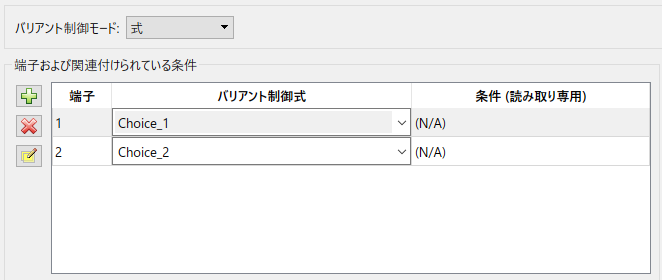 バリアント制御モード: 式
端子および関連付けられている条件
端子 バリアント制御式 条件 (読み取り専用)
1 Choice_1 (N/A)
2 Choice_2 (N/A)